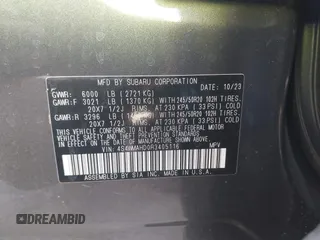 MFD. BY SUBARU CORPORATION 10/23
GVWR: 6000 LB (2721 KG)
GAWR:F 3021 LB (1370 KG) WITH 245/50R20 102H TIRES,
20X7 1/2J RIMS AT 230 KPA (33 PSI) COLD
GAWR:R 3296 LB WITH 245/50R20 102H TIRES,
20X7 1/2J RIMS AT 230 KPA (33 PSI) COLD
THIS VEHICLE CONFORMS TO ALL APPLICABLE FEDERAL MOTOR
VEHICLE SAFETY AND THEFT PREVENTION STANDARDS
IN EFFECT ON THE DATE OF MANUFACTURE SHOWN ABOVE.
VIN: MPV
ASSEMBLED BY SIA INC. IN U.S.A.